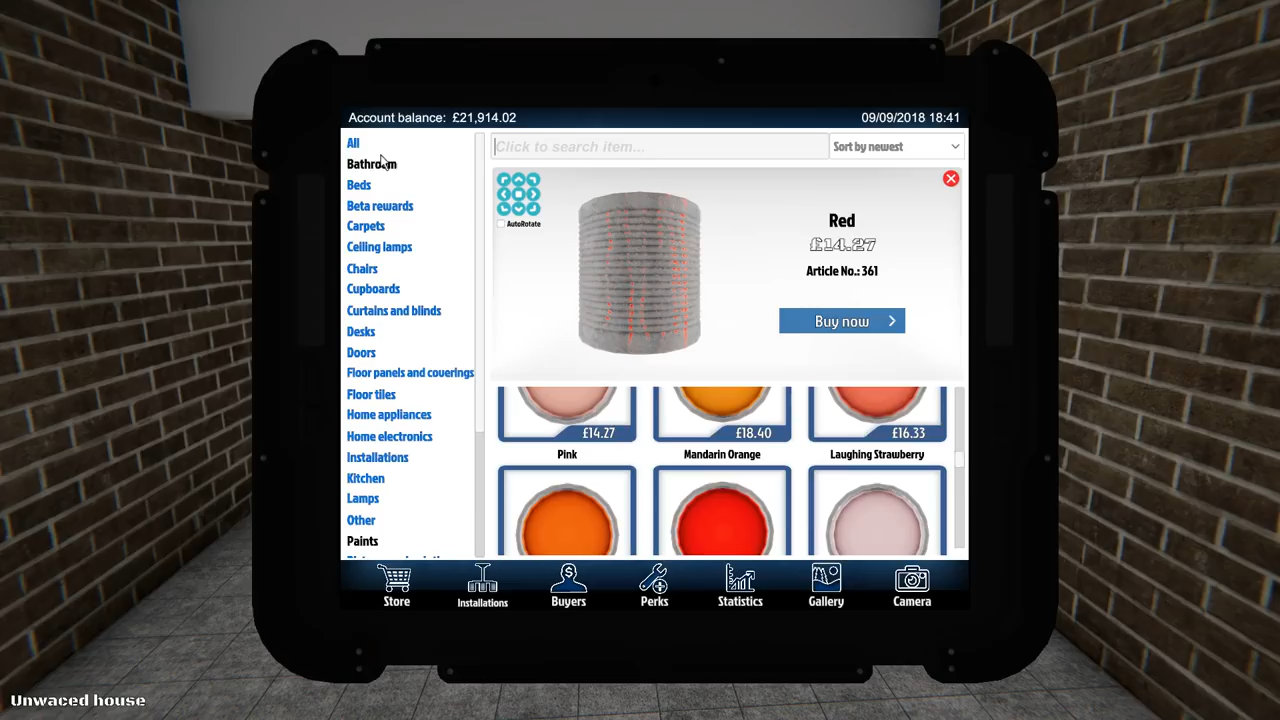 Account balance: £21,914.02
09/09/2018 18:41
All
Bathroom
Beds
Beta rewards
Carpets
Ceiling lamps
Chairs
Cupboards
Curtains and blinds
Desks
Doors
Floor panels and coverings
Floor tiles
Home appliances
Home electronics
Installations
Kitchen
Lamps
Other
Paints
Click to search item...
Sort by newest
AutoRotate
Red
£14.27
Article No.: 361
Buy now
£14.27
£18.40
£16.33
Pink
Mandarin Orange
Laughing Strawberry
Store
Installations
Buyers
Perks
Statistics
Gallery
Camera
Unwaced house